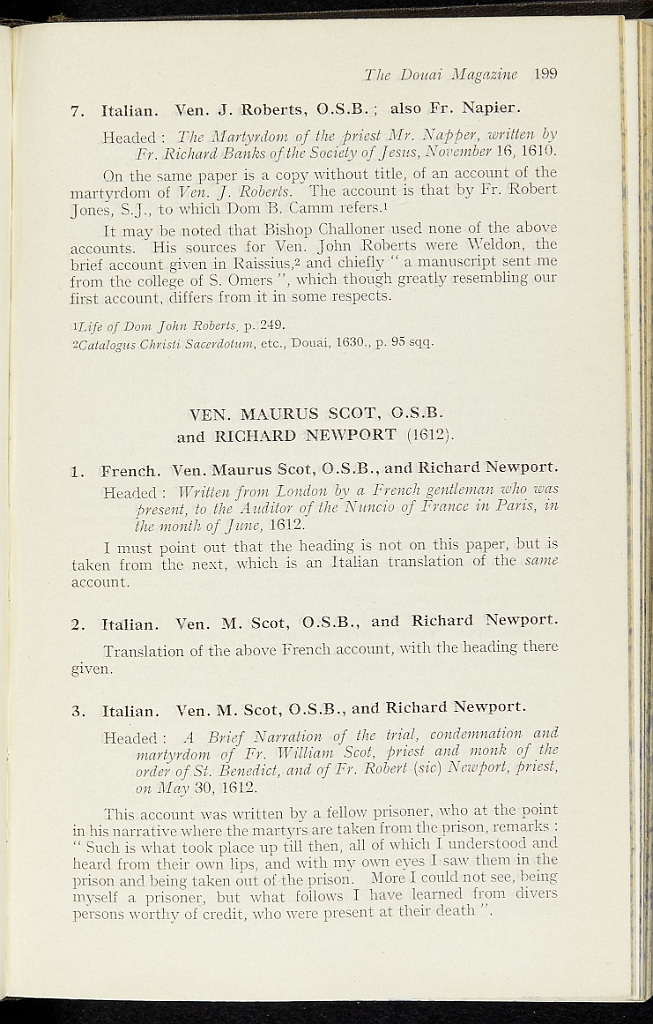 The Douai Magazine 199
7. Italian. Ven. J. Roberts, O.S.B. ; also Fr. Napier.
Headed : The Martyrdom of the priest Mr. Napper, written by
Fr. Richard Banks of the Society of Jesus, November 16, 1610.
On the same paper is a copy without title, of an account of the
martyrdom of Ven. J. Roberts. The account is that by Fr. Robert
Jones, S.J., to which Dom B. Camm refers.1
It may be noted that Bishop Challoner used none of the above
accounts. His sources for Ven. John Roberts were Weldon, the
brief account given in Raissius,2 and chiefly “ a manuscript sent me
from the college of S. Omers ”, which though greatly resembling our
first account, differs from it in some respects.
1Life of Dom John Roberts, p. 249.
2Catalogus Christi Sacerdotum, etc., Douai, 1630., p. 95 sqq.
VEN. MAURUS SCOT, O.S.B.
and RICHARD NEWPORT (1612).
1. French. Ven. Maurus Scot, O.S.B., and Richard Newport.
Headed : Written from London by a French gentleman who was
present, to the Auditor of the Nuncio of France in Paris, in
the month of June, 1612.
I must point out that the heading is not on this paper, but is
taken from the next, which is an Italian translation of the same
account.
2. Italian. Ven. M. Scot, O.S.B., and Richard Newport.
Translation of the above French account, with the heading there
given.
3. Italian. Ven. M. Scot, O.S.B., and Richard Newport.
Headed : A Brief Narration of the trial, condemnation and
martyrdom of Fr. William Scot, priest and monk of the
order of St. Benedict, and of Fr. Robert (sic) Newport, priest,
on May 30, 1612.
This account was written by a fellow prisoner, who at the point
in his narrative where the martyrs are taken from the prison, remarks :
“ Such is what took place up till then, all of which I understood and
heard from their own lips, and with my own eyes I saw them in the
prison and being taken out of the prison. More I could not see, being
myself a prisoner, but what follows I have learned from divers
persons worthy of credit, who were present at their death ”.